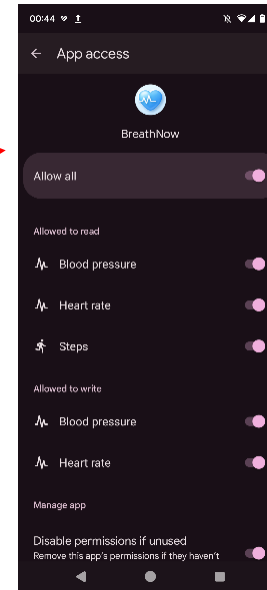 00:44
App access
BreathNow
Allow all
Allowed to read
Blood pressure
Heart rate
Steps
Allowed to write
Blood pressure
Heart rate
Manage app
Disable permissions if unused
Remove this app's permissions if they haven't